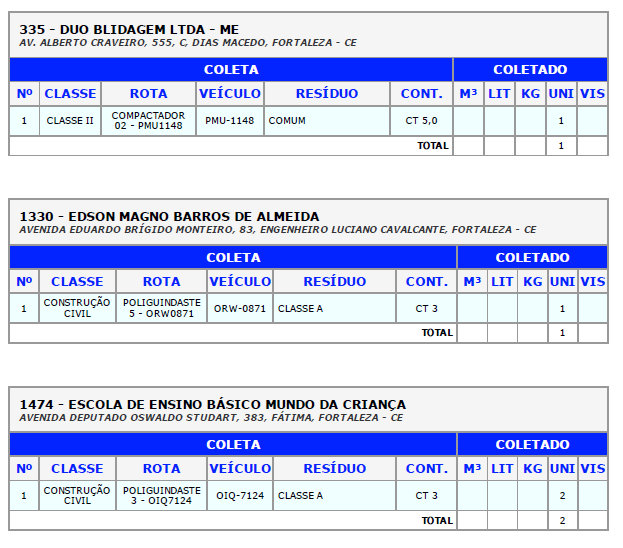 335 - DUO BLIDAGEM LTDA - ME
AV. ALBERTO CRAVEIRO, 555, C, DIAS MACEDO, FORTALEZA - CE
COLETA COLETADO
Nº CLASSE ROTA VEÍCULO RESÍDUO CONT. M³ LIT KG UNI VIS
1 CLASSE II COMPACTADOR 02 - PMU1148 PMU-1148 COMUM CT 5,0 1
TOTAL 1
1330 - EDSON MAGNO BARROS DE ALMEIDA
AVENIDA EDUARDO BRÍGIDO MONTEIRO, 83, ENGENHEIRO LUCIANO CAVALCANTE, FORTALEZA - CE
COLETA COLETADO
Nº CLASSE ROTA VEÍCULO RESÍDUO CONT. M³ LIT KG UNI VIS
1 CONSTRUÇÃO CIVIL POLIGUINDASTE 5 - ORW0871 ORW-0871 CLASSE A CT 3 1
TOTAL 1
1474 - ESCOLA DE ENSINO BÁSICO MUNDO DA CRIANÇA
AVENIDA DEPUTADO OSWALDO STUDART, 383, FÁTIMA, FORTALEZA - CE
COLETA COLETADO
Nº CLASSE ROTA VEÍCULO RESÍDUO CONT. M³ LIT KG UNI VIS
1 CONSTRUÇÃO CIVIL POLIGUINDASTE 3 - OIQ7124 OIQ-7124 CLASSE A CT 3 2
TOTAL 2